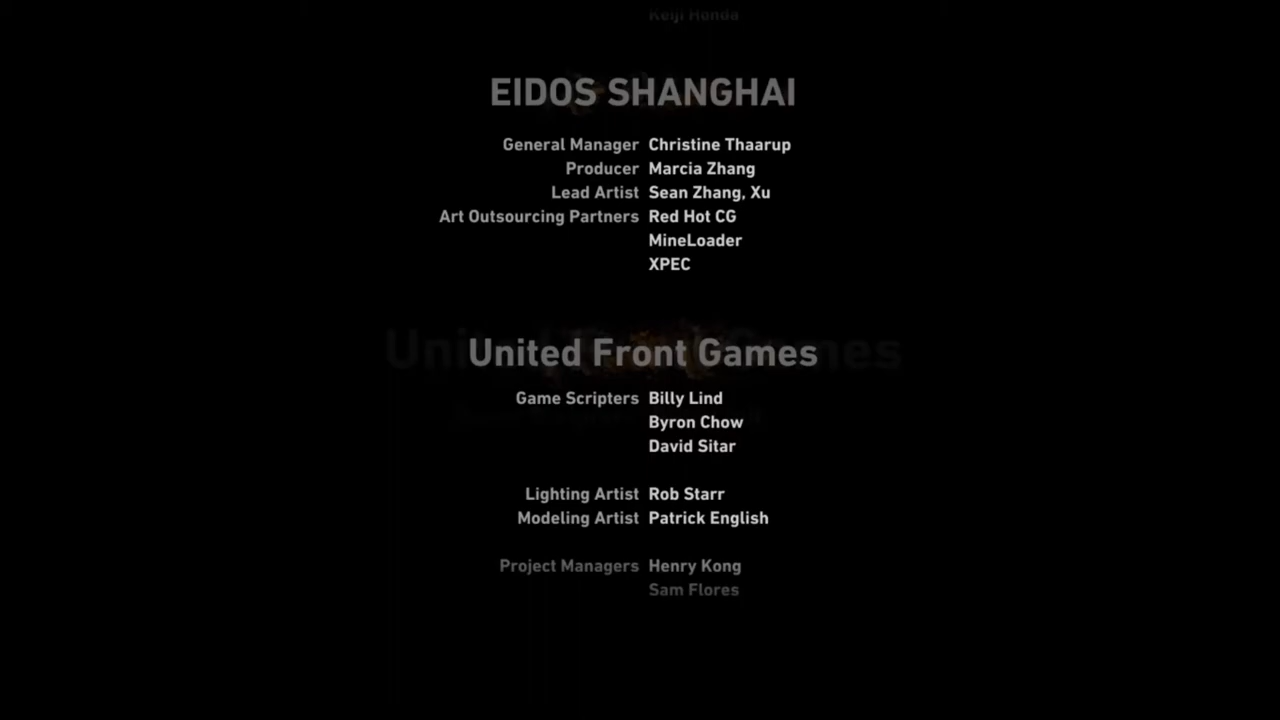 Keiji Honda
EIDOS SHANGHAI
General Manager Christine Thaarup
Producer Marcia Zhang
Lead Artist Sean Zhang, Xu
Art Outsourcing Partners Red Hot CG
MineLoader
XPEC
United Front Games
Game Scripters Billy Lind
Byron Chow
David Sitar
Lighting Artist Rob Starr
Modeling Artist Patrick English
Project Managers Henry Kong
Sam Flores